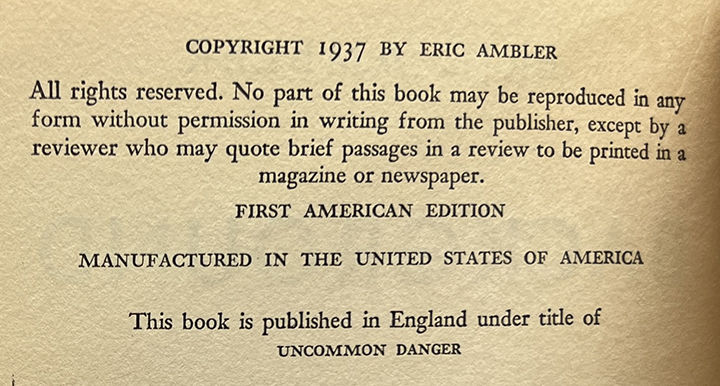 COPYRIGHT 1937 BY ERIC AMBLER
All rights reserved. No part of this book may be reproduced in any
form without permission in writing from the publisher, except by a
reviewer who may quote brief passages in a review to be printed in a
magazine or newspaper.
FIRST AMERICAN EDITION
MANUFACTURED IN THE UNITED STATES OF AMERICA
This book is published in England under title of
UNCOMMON DANGER